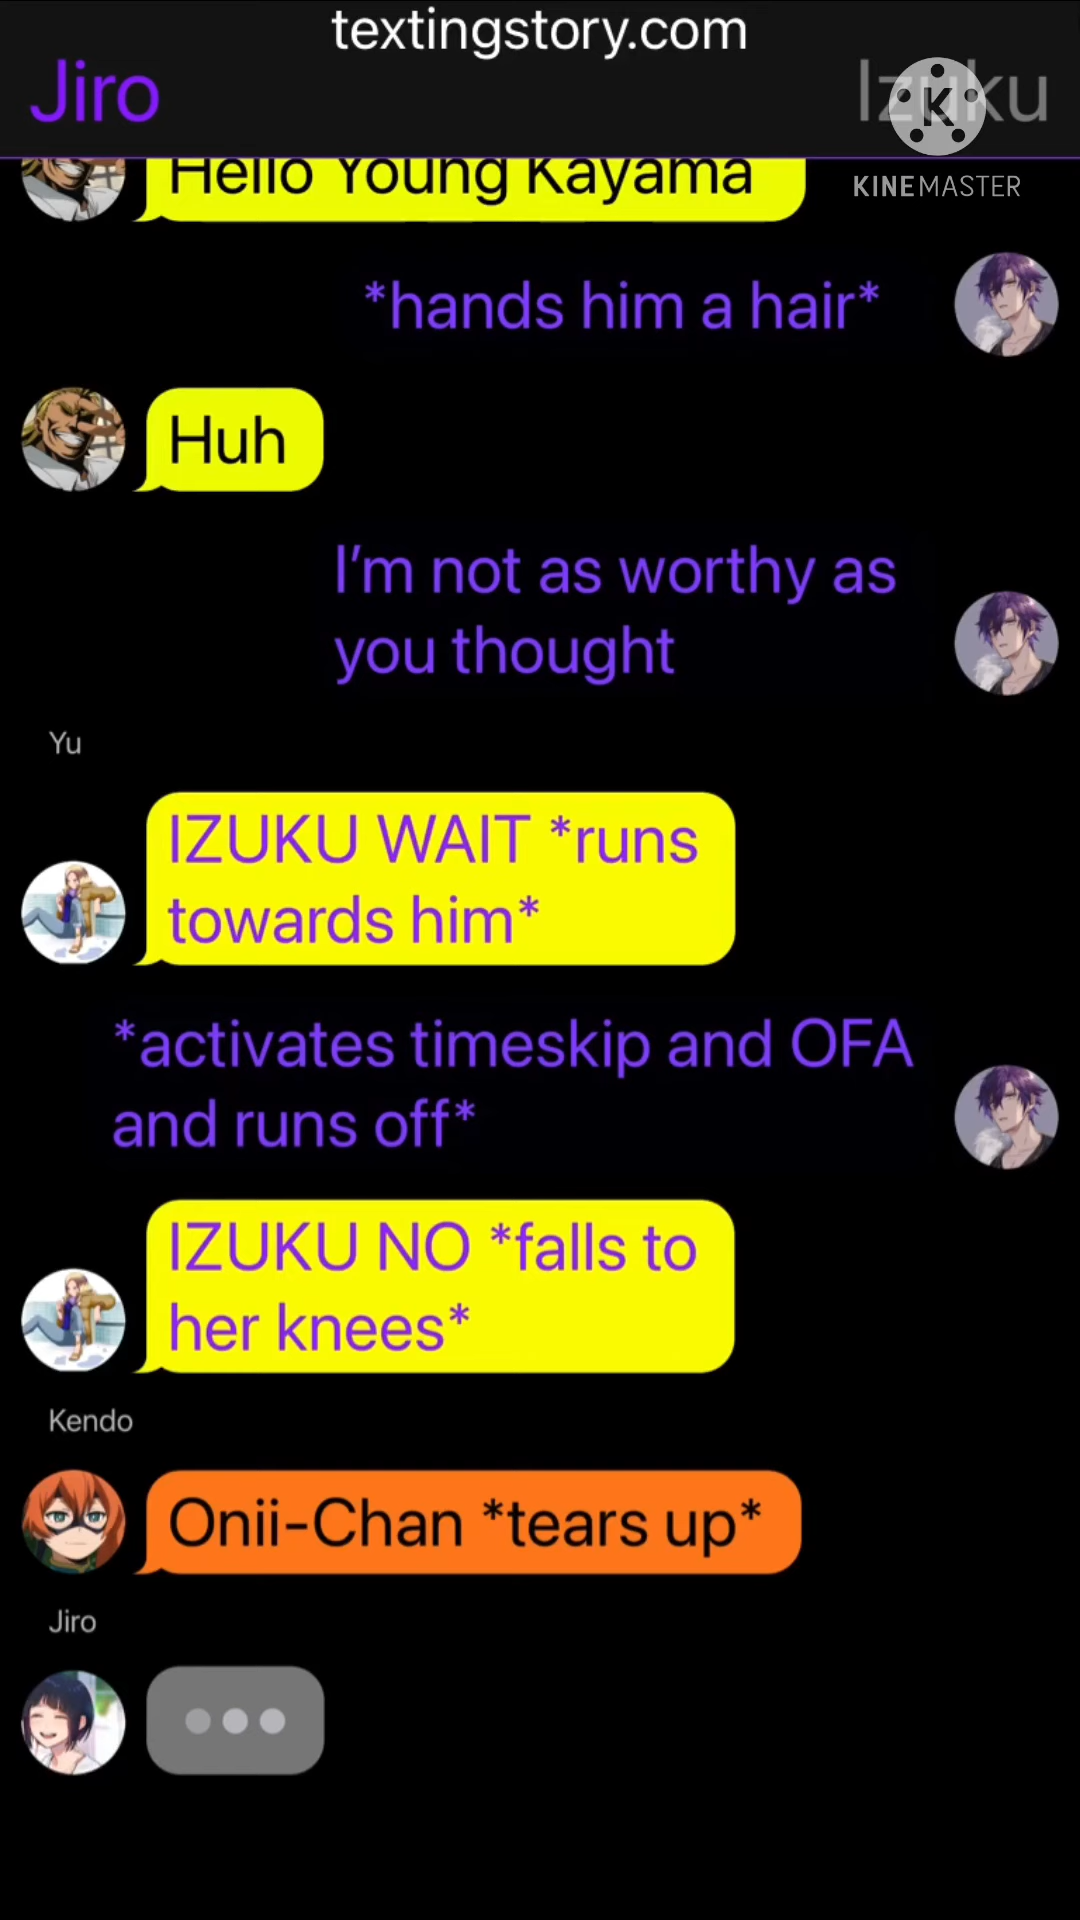 textingstory.com
Jiro
Izuku
KINEMASTER
Hello Young Kayama
*hands him a hair*
Huh
I’m not as worthy as
you thought
Yu
IZUKU WAIT *runs
towards him*
*activates timeskip and OFA
and runs off*
IZUKU NO *falls to
her knees*
Kendo
Onii-Chan *tears up*
Jiro